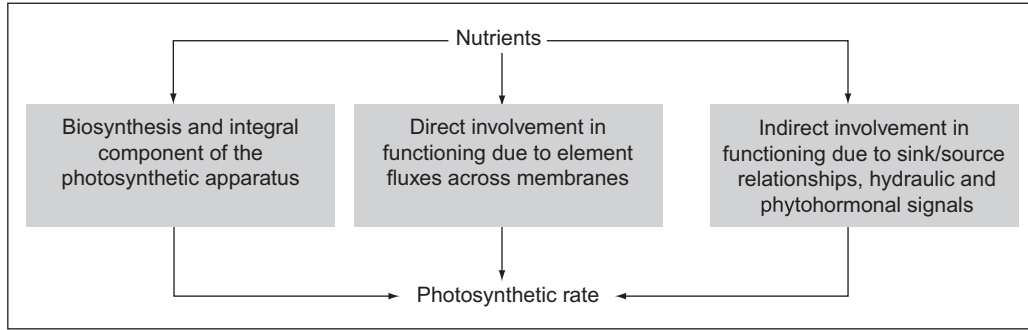 Nutrients
Biosynthesis and integral
component of the
photosynthetic apparatus
Direct involvement in
functioning due to element
fluxes across membranes
Indirect involvement in
functioning due to sink/source
relationships, hydraulic and
phytohormonal signals
Photosynthetic rate